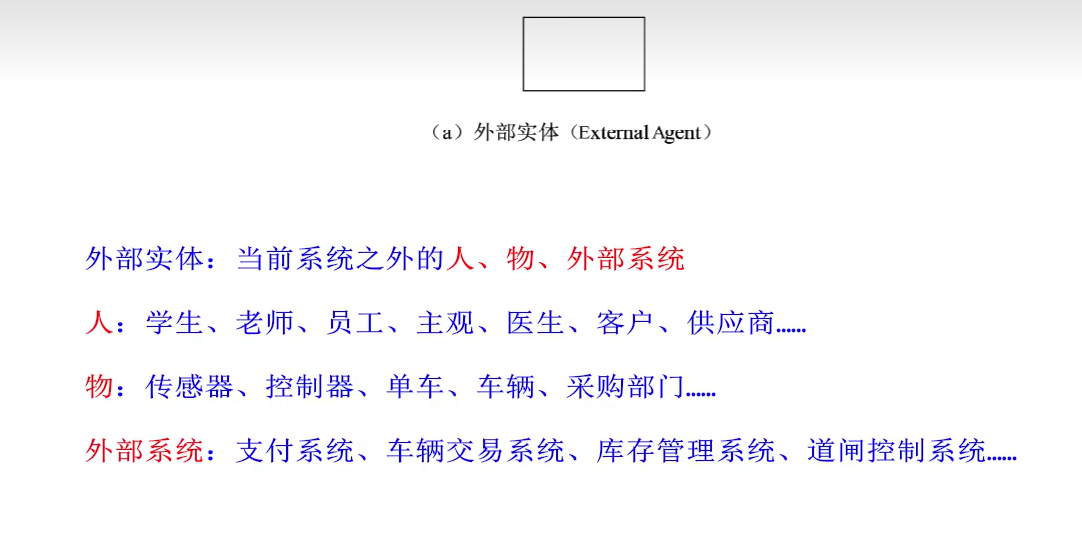 （a）外部实体（External Agent）
外部实体：当前系统之外的人、物、外部系统
人：学生、老师、员工、主观、医生、客户、供应商......
物：传感器、控制器、单车、车辆、采购部门......
外部系统：支付系统、车辆交易系统、库存管理系统、道闸控制系统......